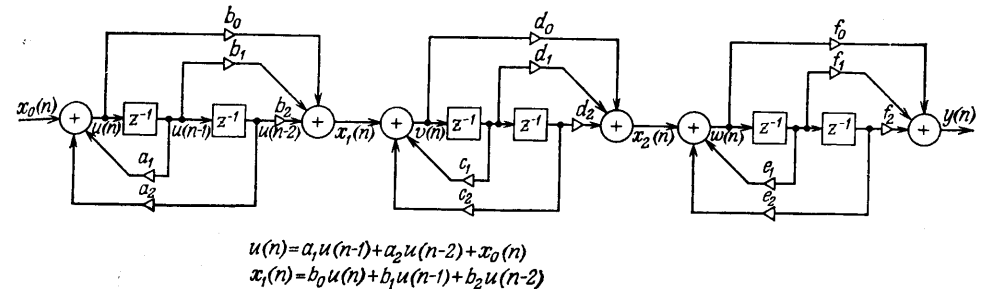 b₀ d₀ f₀
b₁ d₁ f₁
x₀(n) + z⁻¹ z⁻¹ b₂ + x₁(n) + z⁻¹ z⁻¹ d₂ + x₂(n) + z⁻¹ z⁻¹ f₂ + y(n)
u(n) u(n-1) u(n-2) v(n) w(n)
a₁ c₁ e₁
a₂ c₂ e₂
u(n)=a₁u(n-1)+a₂u(n-2)+x₀(n)
x₁(n)=b₀u(n)+b₁u(n-1)+b₂u(n-2)